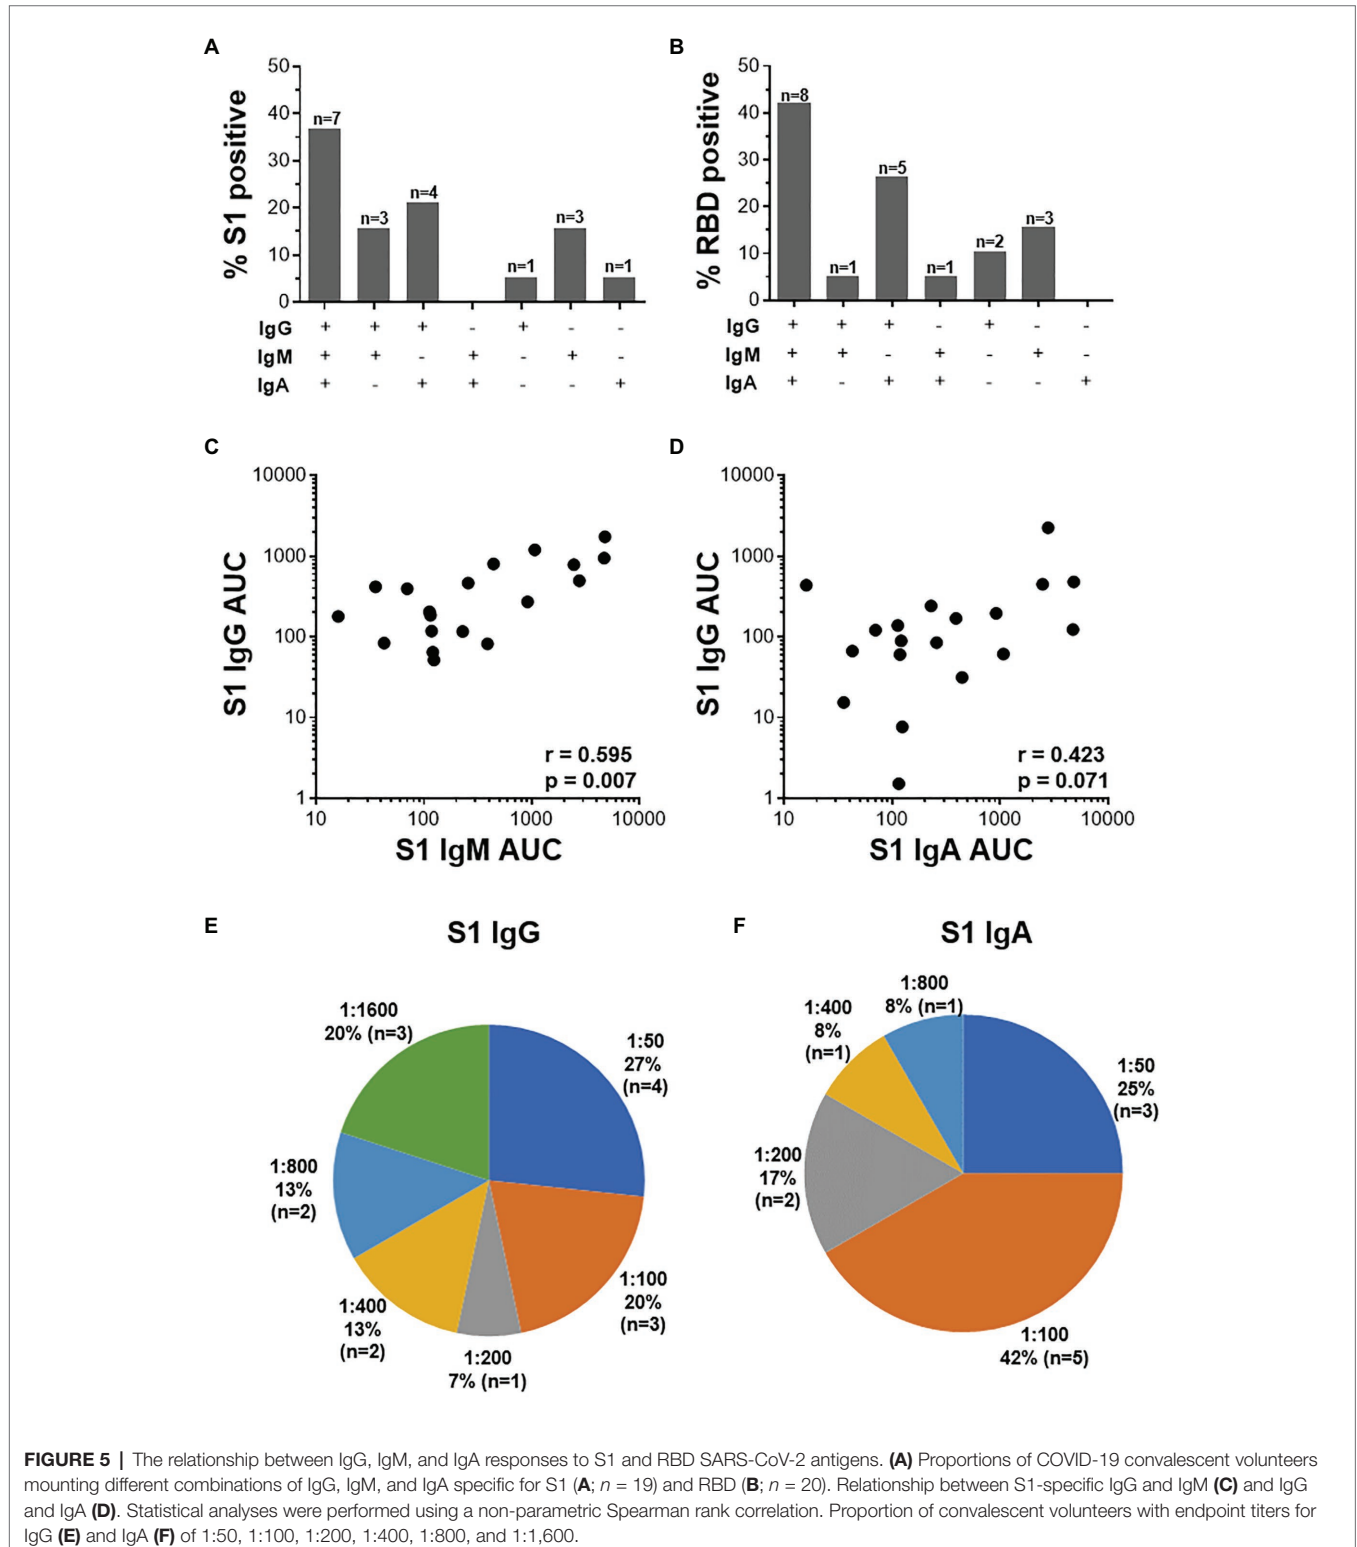 A
% S1 positive
50
40
30
20
10
0
n=7
n=3
n=4
n=1
n=3
n=1
IgG + + + - + - -
IgM + + - + - + -
IgA + - + + - - +
B
% RBD positive
50
40
30
20
10
0
n=8
n=1
n=5
n=1
n=2
n=3
IgG + + + - + - -
IgM + + - + - + -
IgA + - + + - - +
C
S1 IgG AUC
10000
1000
100
10
1
r = 0.595
p = 0.007
10 100 1000 10000
S1 IgM AUC
D
S1 IgG AUC
10000
1000
100
10
1
r = 0.423
p = 0.071
10 100 1000 10000
S1 IgA AUC
E
S1 IgG
1:1600
20% (n=3)
1:50
27%
(n=4)
1:800
13%
(n=2)
1:400
13%
(n=2)
1:200
7% (n=1)
1:100
20%
(n=3)
F
S1 IgA
1:800
8% (n=1)
1:400
8%
(n=1)
1:50
25%
(n=3)
1:200
17%
(n=2)
1:100
42% (n=5)
FIGURE 5 | The relationship between IgG, IgM, and IgA responses to S1 and RBD SARS-CoV-2 antigens. (A) Proportions of COVID-19 convalescent volunteers
mounting different combinations of IgG, IgM, and IgA specific for S1 (A; n = 19) and RBD (B; n = 20). Relationship between S1-specific IgG and IgM (C) and IgG
and IgA (D). Statistical analyses were performed using a non-parametric Spearman rank correlation. Proportion of convalescent volunteers with endpoint titers for
IgG (E) and IgA (F) of 1:50, 1:100, 1:200, 1:400, 1:800, and 1:1,600.